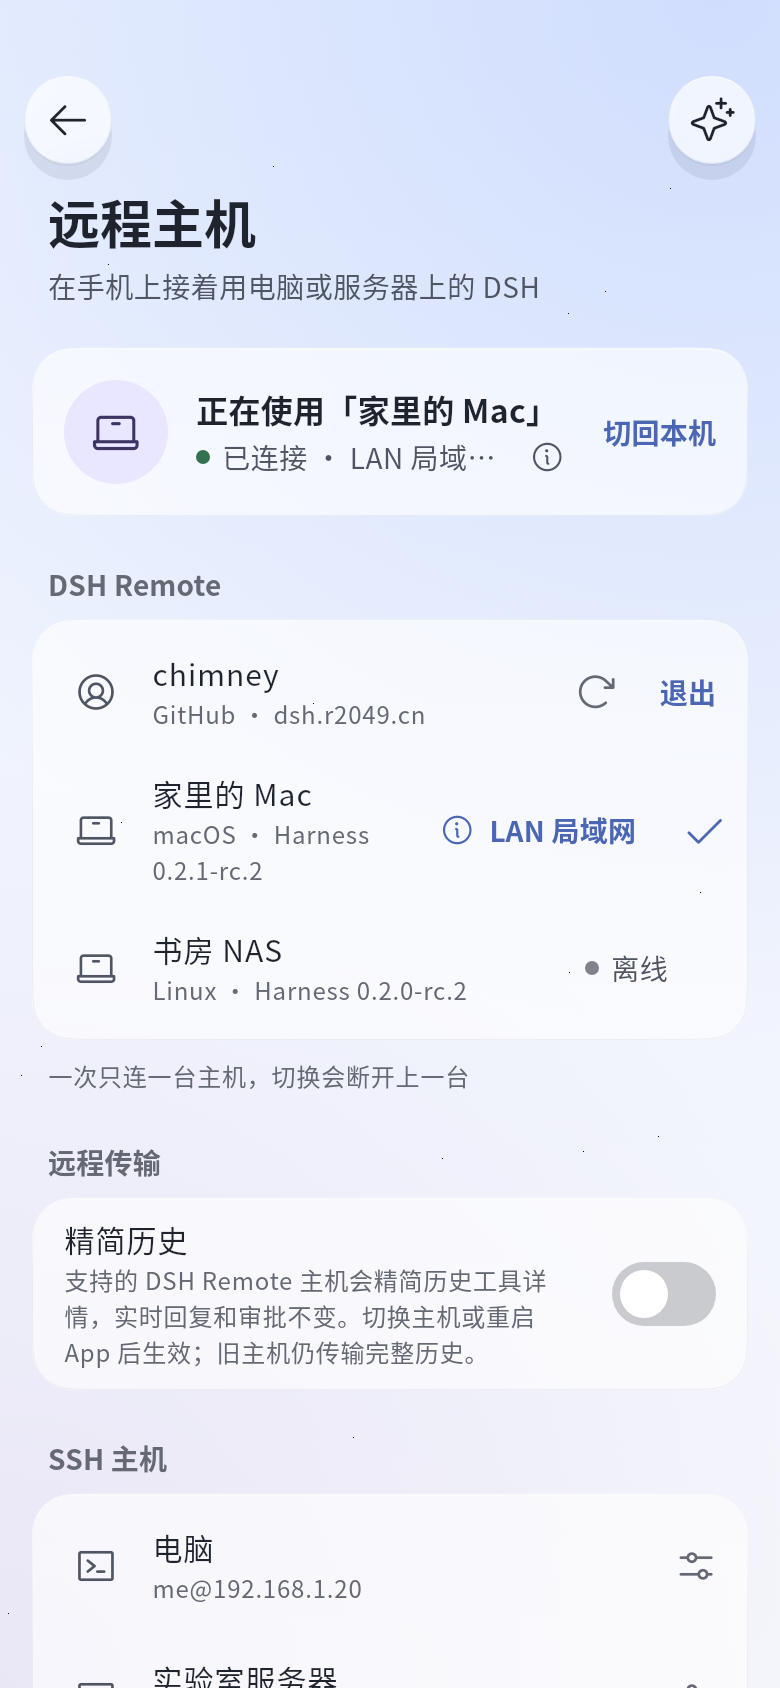 远程主机
在手机上接着用电脑或服务器上的 DSH
正在使用「家里的 Mac」
已连接 • LAN 局域…
切回本机
DSH Remote
chimney
GitHub • dsh.r2049.cn
退出
家里的 Mac
macOS • Harness
0.2.1-rc.2
LAN 局域网
书房 NAS
Linux • Harness 0.2.0-rc.2
离线
一次只连一台主机，切换会断开上一台
远程传输
精简历史
支持的 DSH Remote 主机会精简历史工具详
情，实时回复和审批不变。切换主机或重启
App 后生效；旧主机仍传输完整历史。
SSH 主机
电脑
me@192.168.1.20
实验室服务器